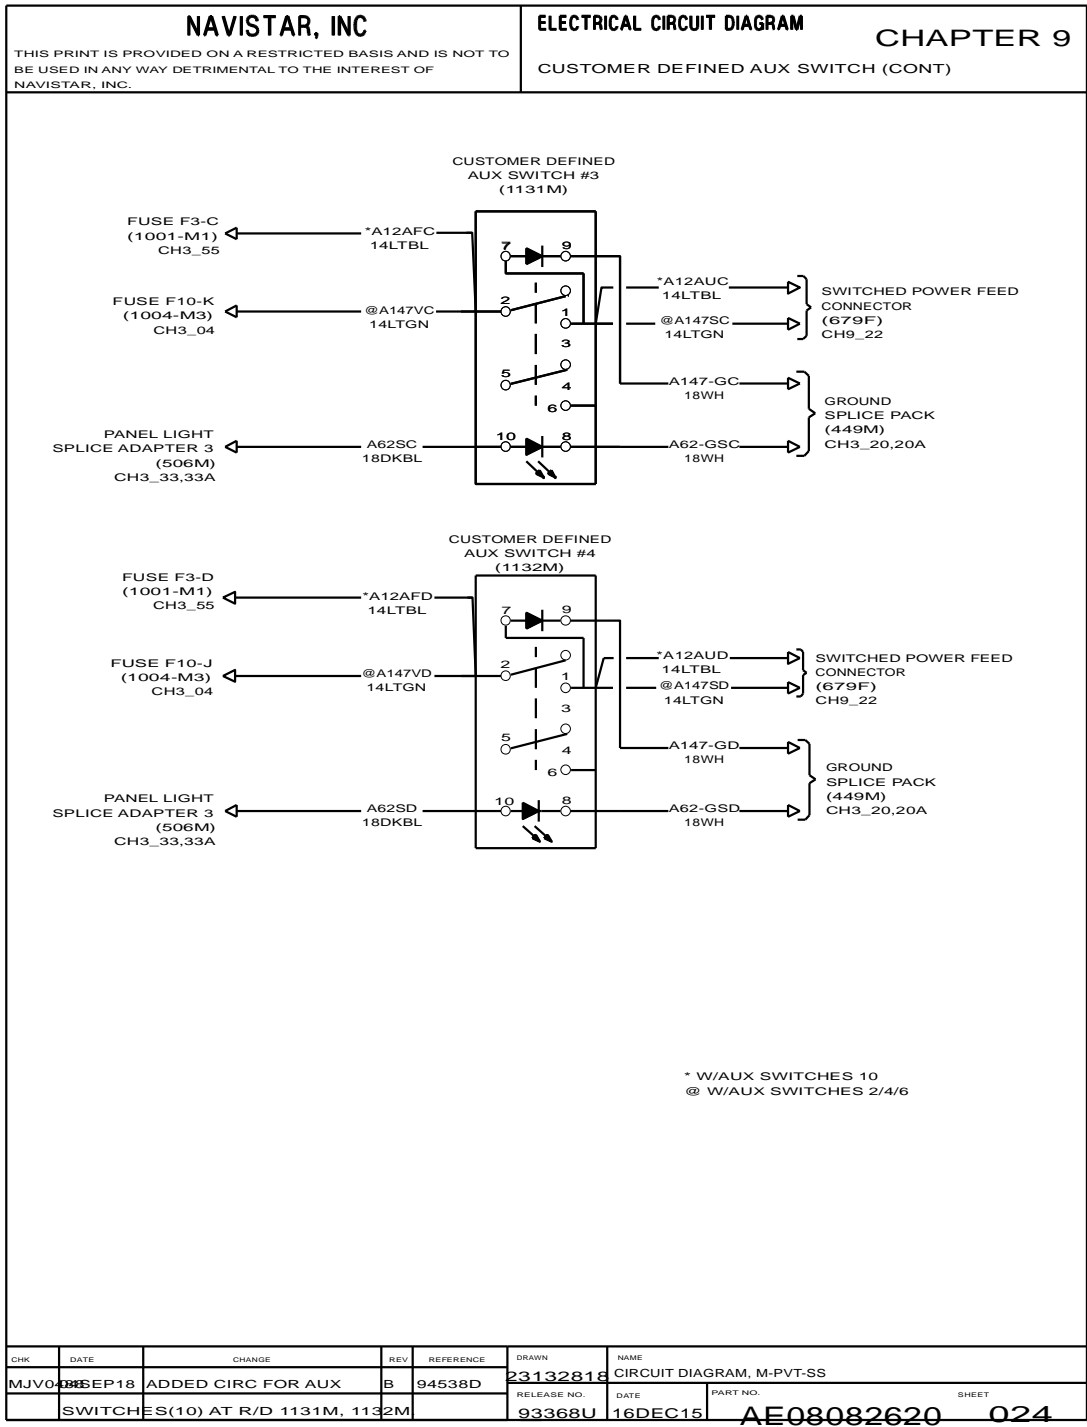 NAVISTAR, INC
THIS PRINT IS PROVIDED ON A RESTRICTED BASIS AND IS NOT TO
BE USED IN ANY WAY DETRIMENTAL TO THE INTEREST OF
NAVISTAR, INC.
ELECTRICAL CIRCUIT DIAGRAM
CHAPTER 9
CUSTOMER DEFINED AUX SWITCH (CONT)
CUSTOMER DEFINED
AUX SWITCH #3
(1131M)
FUSE F3-C
(1001-M1)
CH3_55
*A12AFC
14LTBL
FUSE F10-K
(1004-M3)
CH3_04
@A147VC
14LTGN
PANEL LIGHT
SPLICE ADAPTER 3
(506M)
CH3_33,33A
A62SC
18DKBL
7
9
2
1
3
5
4
6
10
8
*A12AUC
14LTBL
@A147SC
14LTGN
SWITCHED POWER FEED
CONNECTOR
(679F)
CH9_22
A147-GC
18WH
A62-GSC
18WH
GROUND
SPLICE PACK
(449M)
CH3_20,20A
CUSTOMER DEFINED
AUX SWITCH #4
(1132M)
FUSE F3-D
(1001-M1)
CH3_55
*A12AFD
14LTBL
FUSE F10-J
(1004-M3)
CH3_04
@A147VD
14LTGN
PANEL LIGHT
SPLICE ADAPTER 3
(506M)
CH3_33,33A
A62SD
18DKBL
7
9
2
1
3
5
4
6
10
8
*A12AUD
14LTBL
@A147SD
14LTGN
SWITCHED POWER FEED
CONNECTOR
(679F)
CH9_22
A147-GD
18WH
A62-GSD
18WH
GROUND
SPLICE PACK
(449M)
CH3_20,20A
* W/AUX SWITCHES 10
@ W/AUX SWITCHES 2/4/6
CHK
DATE
CHANGE
REV
REFERENCE
04SEP18
ADDED CIRC FOR AUX
B
94538D
SWITCHES(10) AT R/D 1131M, 1132M
DRAWN
23132818
NAME
CIRCUIT DIAGRAM, M-PVT-SS
RELEASE NO.
93368U
DATE
16DEC15
PART NO.
AE08082620
SHEET
024